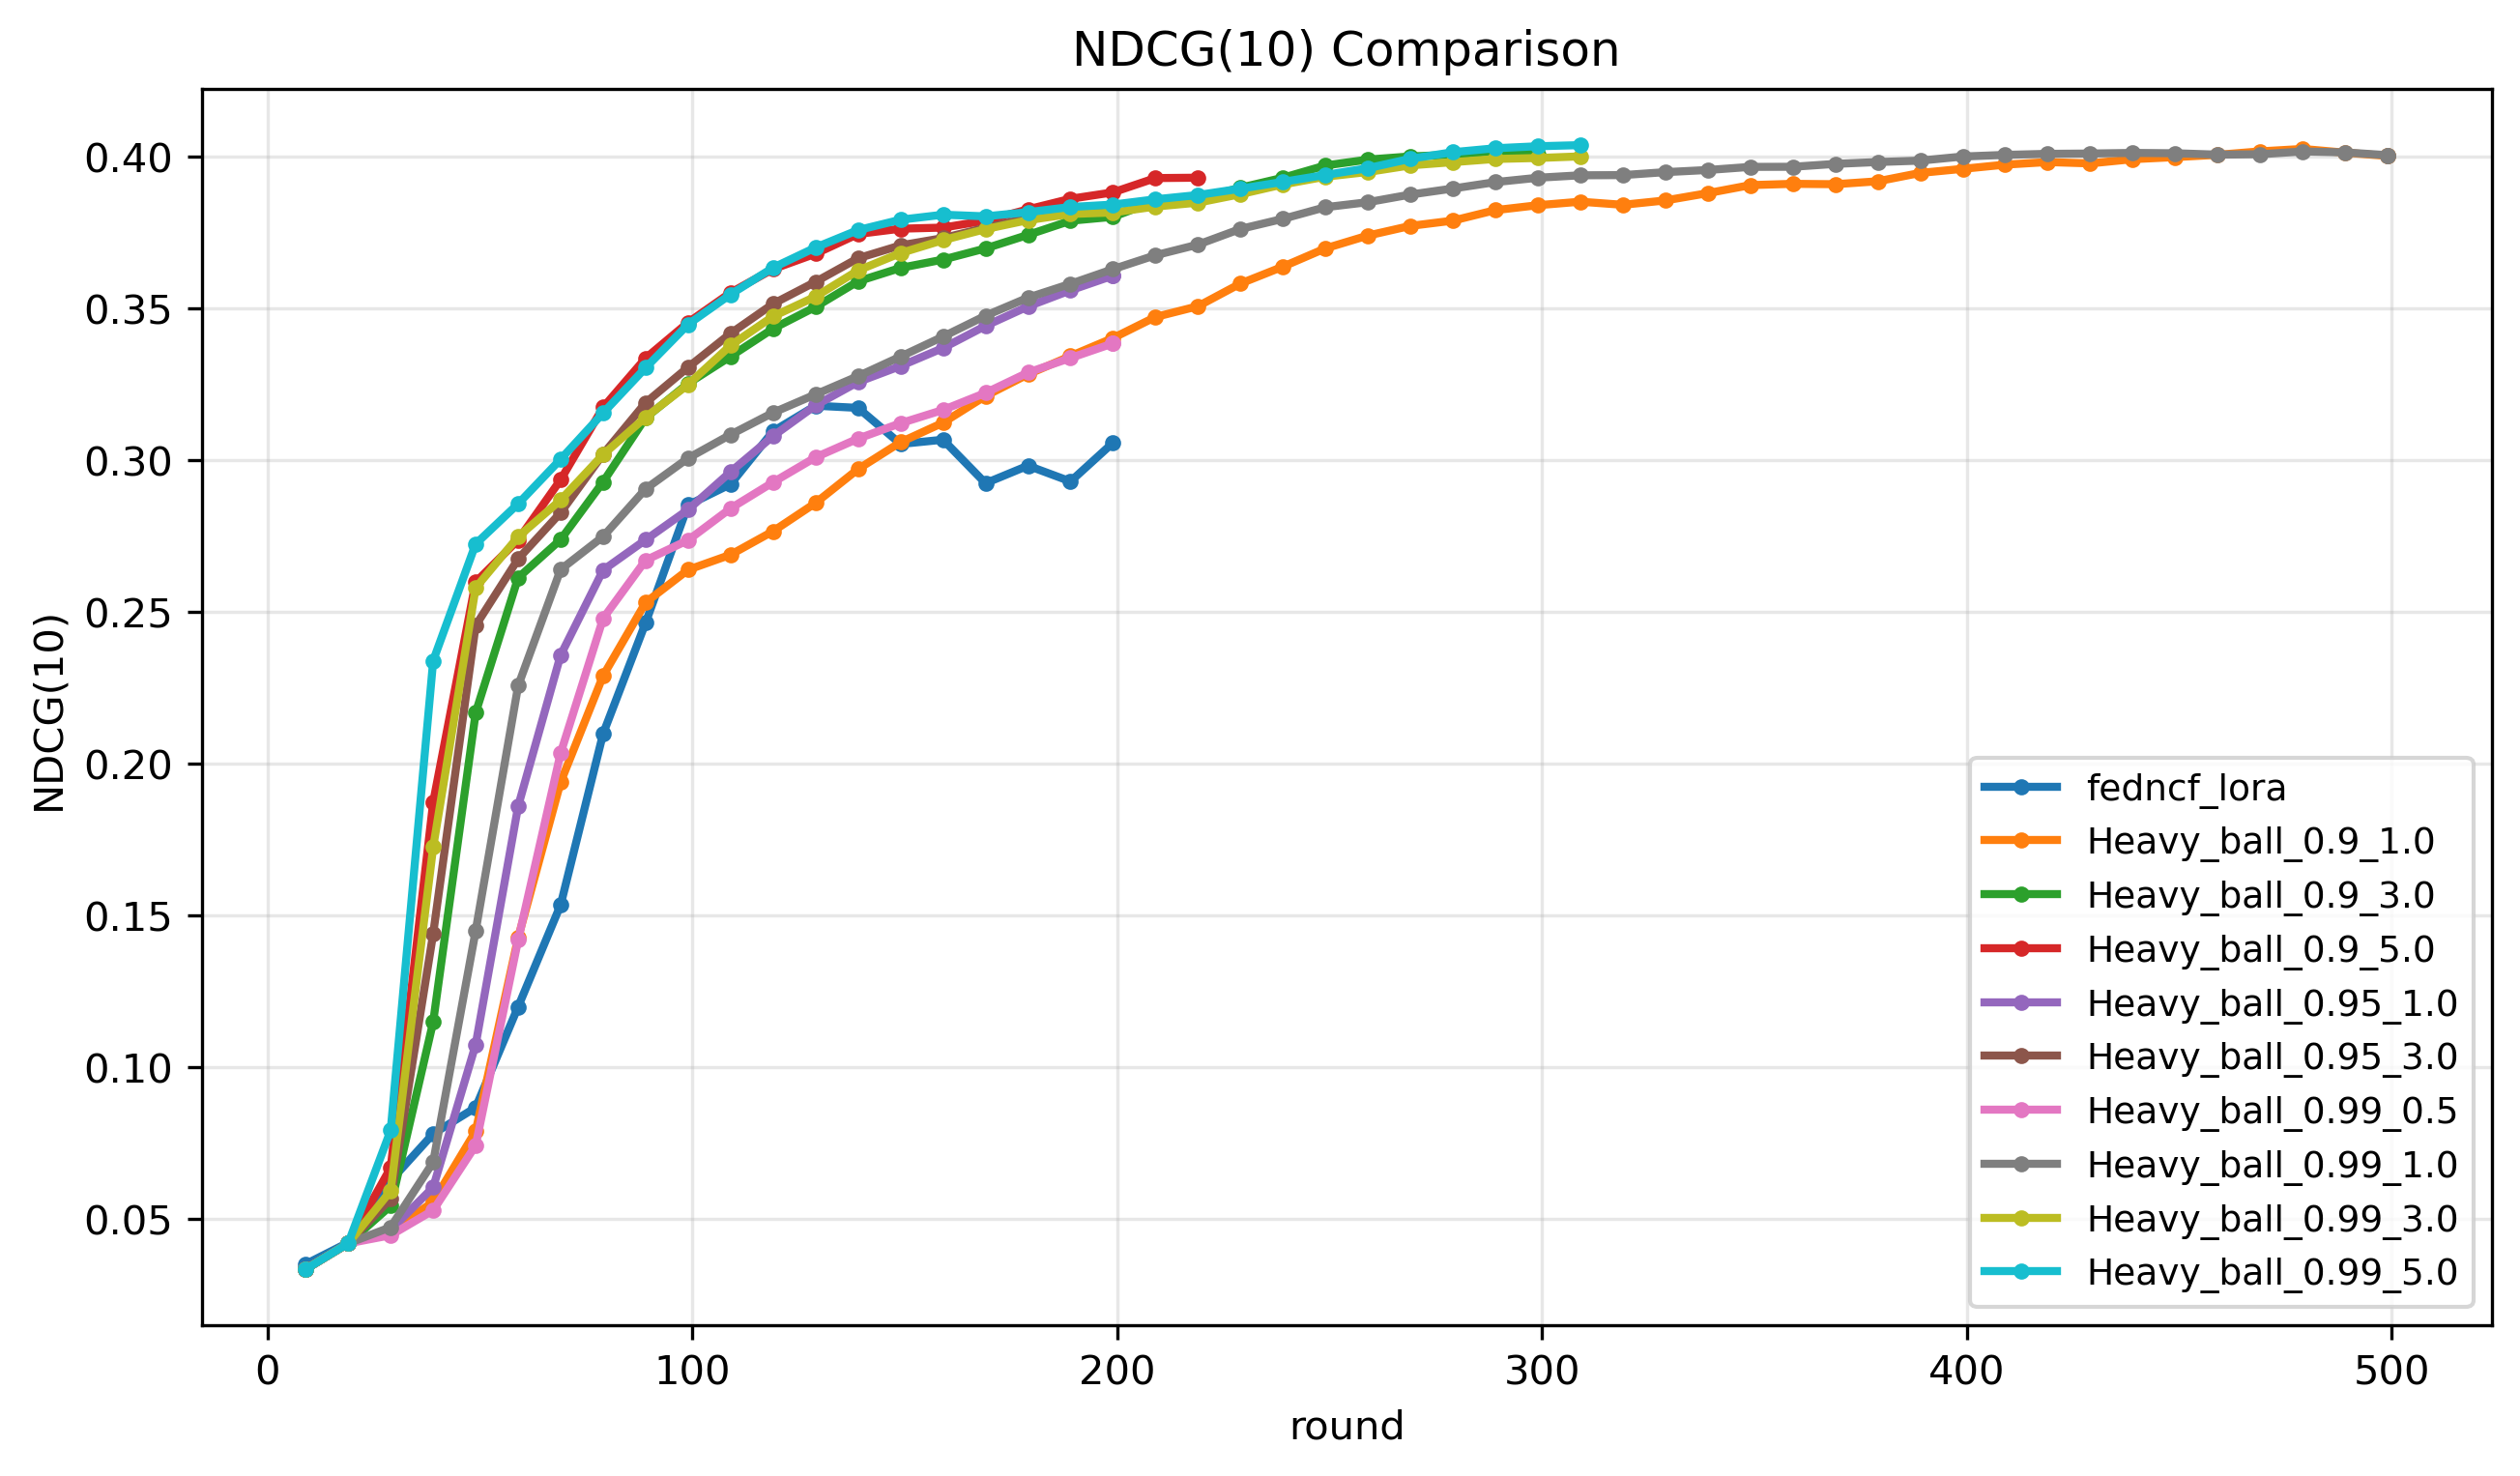 NDCG(10) Comparison
NDCG(10)
0.40
0.35
0.30
0.25
0.20
0.15
0.10
0.05
0
100
200
300
400
500
round
fedncf_lora
Heavy_ball_0.9_1.0
Heavy_ball_0.9_3.0
Heavy_ball_0.9_5.0
Heavy_ball_0.95_1.0
Heavy_ball_0.95_3.0
Heavy_ball_0.99_0.5
Heavy_ball_0.99_1.0
Heavy_ball_0.99_3.0
Heavy_ball_0.99_5.0